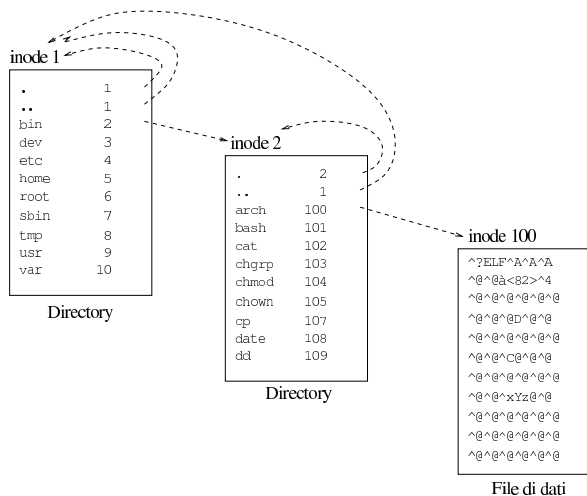 inode 1
. 1
.. 1
bin 2
dev 3
etc 4
home 5
root 6
sbin 7
tmp 8
usr 9
var 10
Directory
inode 2
. 2
.. 1
arch 100
bash 101
cat 102
chgrp 103
chmod 104
chown 105
cp 107
date 108
dd 109
Directory
inode 100
^?ELF^A^A^A
^@^@à<82>^4
^@^@^@^@^@^@
^@^@^@D^@^@
^@^@^@^@^@^@
^@^@^C@^@^@
^@^@^@^@^@^@
^@^@^xYz@^@
^@^@^@^@^@^@
^@^@^@^@^@^@
^@^@^@^@^@^@
File di dati